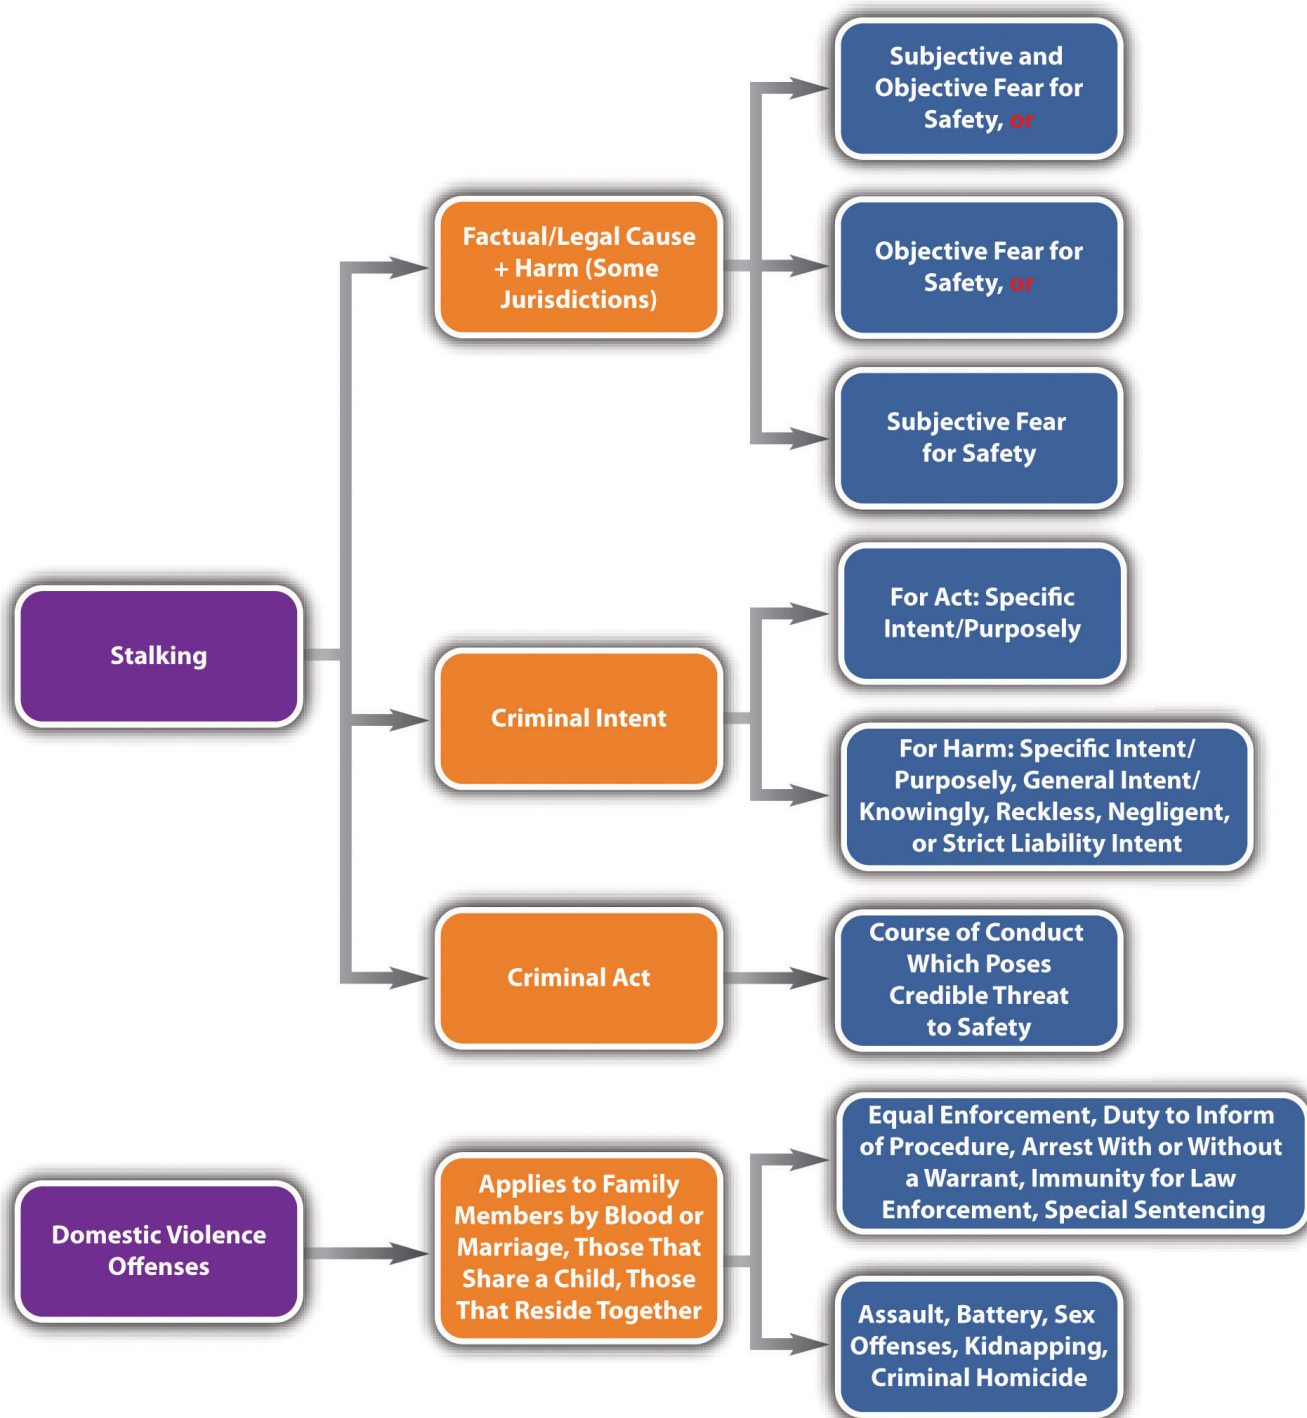 Subjective and
Objective Fear for
Safety, or
Factual/Legal Cause
+ Harm (Some
Jurisdictions)
Objective Fear for
Safety, or
Subjective Fear
for Safety
Stalking
For Act: Specific
Intent/Purposely
Criminal Intent
For Harm: Specific Intent/
Purposely, General Intent/
Knowingly, Reckless, Negligent,
or Strict Liability Intent
Criminal Act
Course of Conduct
Which Poses
Credible Threat
to Safety
Domestic Violence
Offenses
Applies to Family
Members by Blood or
Marriage, Those That
Share a Child, Those
That Reside Together
Equal Enforcement, Duty to Inform
of Procedure, Arrest With or Without
a Warrant, Immunity for Law
Enforcement, Special Sentencing
Assault, Battery, Sex
Offenses, Kidnapping,
Criminal Homicide